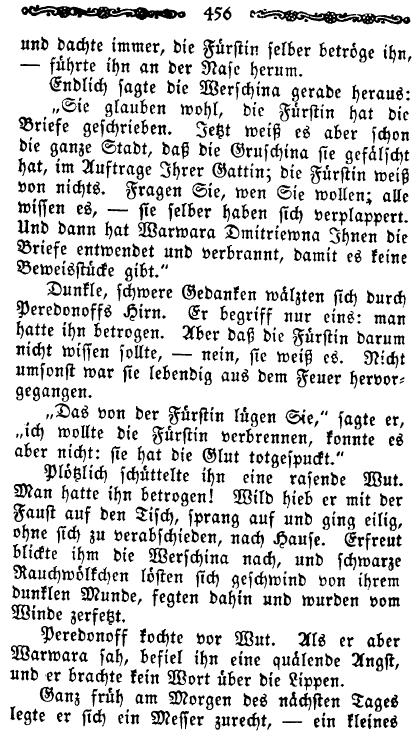 456
und dachte immer, die Fürstin selber betröge ihn,
— führte ihn an der Nase herum.
Endlich sagte die Werschina gerade heraus:
„Sie glauben wohl, die Fürstin hat die
Briefe geschrieben. Jetzt weiß es aber schon
die ganze Stadt, daß die Gruschina sie gefälscht
hat, im Auftrage Ihrer Gattin; die Fürstin weiß
von nichts. Fragen Sie, wen Sie wollen; alle
wissen es, — sie selber haben sich verplappert.
Und dann hat Warwara Dmitriewna Ihnen die
Briefe entwendet und verbrannt, damit es keine
Beweisstücke gibt.“
Dunkle, schwere Gedanken wälzten sich durch
Peredonoffs Hirn. Er begriff nur eins: man
hatte ihn betrogen. Aber daß die Fürstin darum
nicht wissen sollte, — nein, sie weiß es. Nicht
umsonst war sie lebendig aus dem Feuer hervor-
gegangen.
„Das von der Fürstin lügen Sie,“ sagte er,
„ich wollte die Fürstin verbrennen, konnte es
aber nicht: sie hat die Glut totgespuckt.“
Plötzlich schüttelte ihn eine rasende Wut.
Man hatte ihn betrogen! Wild hieb er mit der
Faust auf den Tisch, sprang auf und ging eilig,
ohne sich zu verabschieden, nach Hause. Erfreut
blickte ihm die Werschina nach, und schwarze
Rauchwölkchen lösten sich geschwind von ihrem
dunklen Munde, fegten dahin und wurden vom
Winde zerfetzt.
Peredonoff kochte vor Wut. Als er aber
Warwara sah, befiel ihn eine quälende Angst,
und er brachte kein Wort über die Lippen.
Ganz früh am Morgen des nächsten Tages
legte er sich ein Messer zurecht, — ein kleines